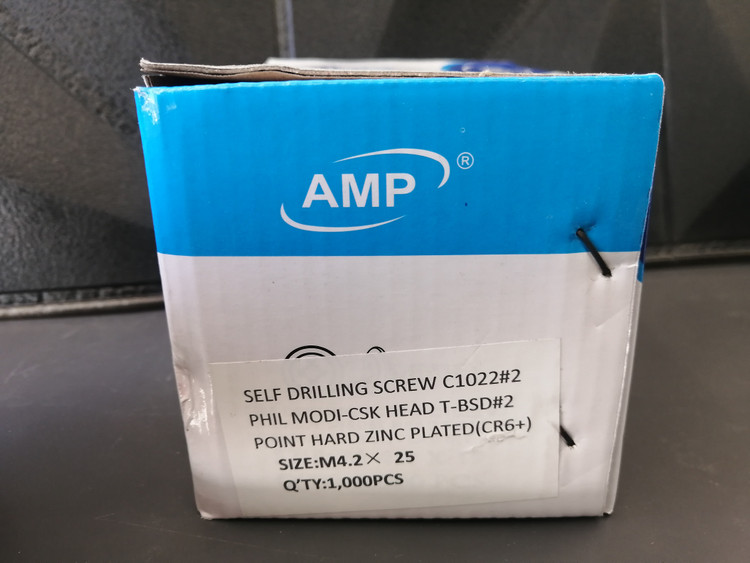 AMP®
SELF DRILLING SCREW C1022#2
PHIL MODI-CSK HEAD T-BSD#2
POINT HARD ZINC PLATED(CR6+)
SIZE:M4.2× 25
Q'TY:1,000PCS